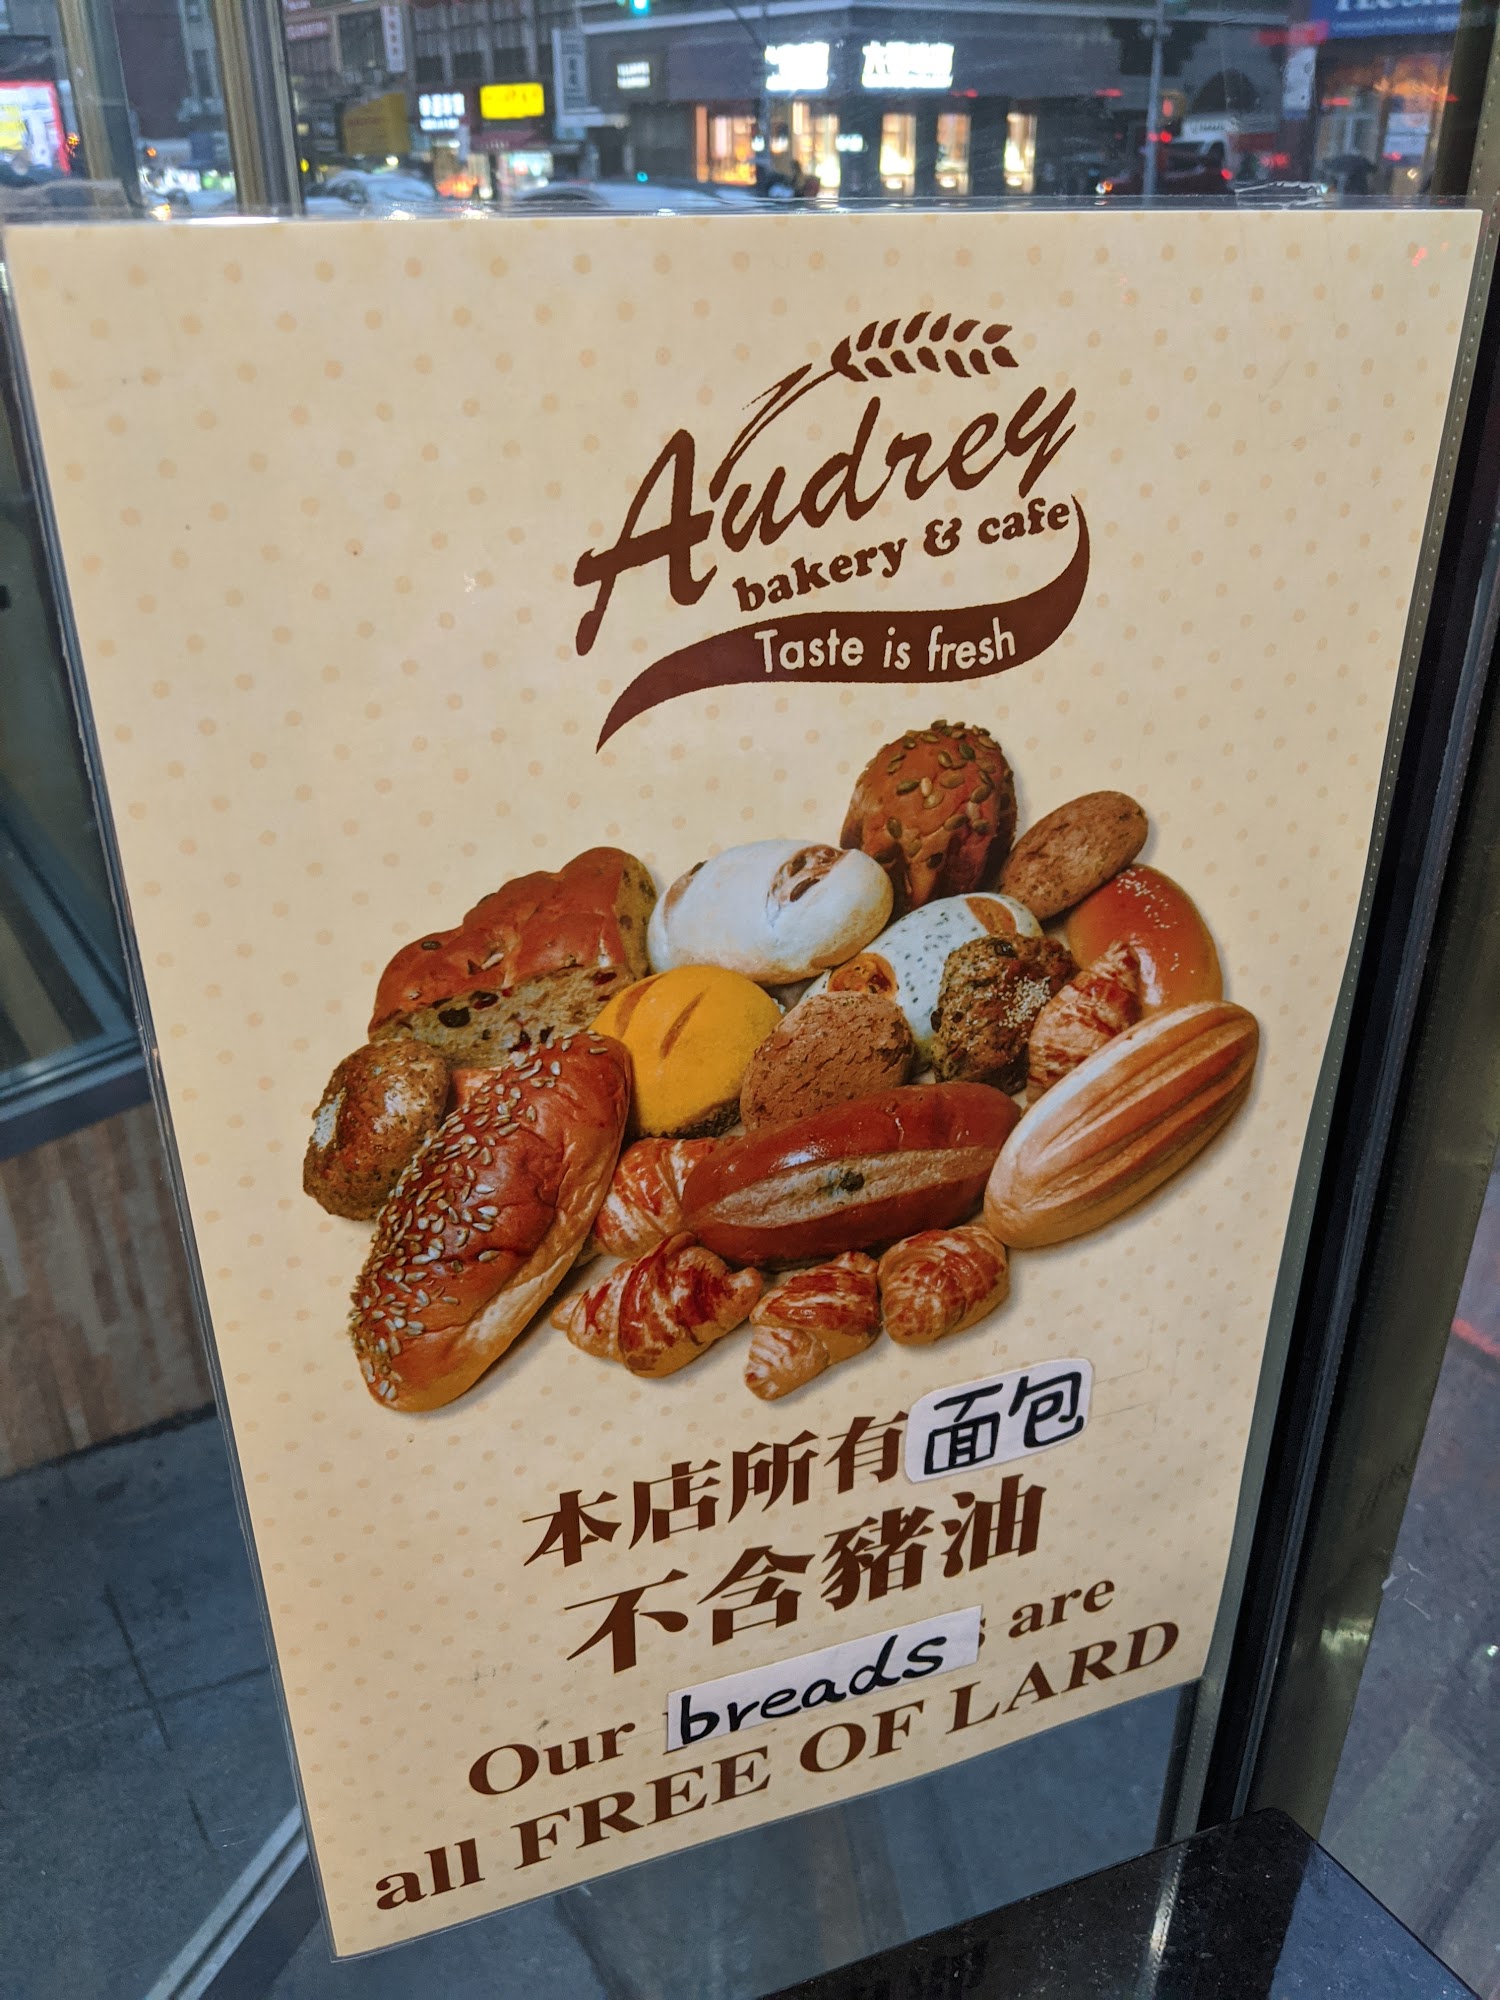 Audrey
bakery & cafe
Taste is fresh
本店所有面包
不含豬油
Our breads are
all FREE OF LARD